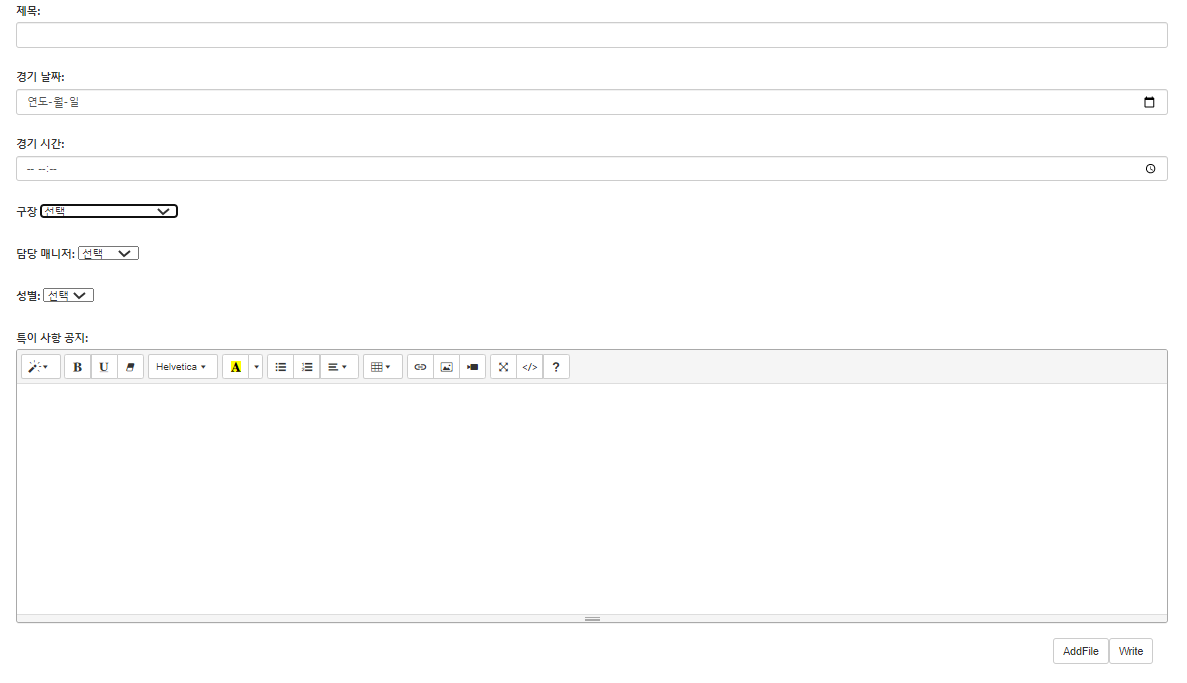 제목:
경기 날짜:
연도-월-일
경기 시간:
-- --:--
구장 선택
담당 매니저: 선택
성별: 선택
특이 사항 공지:
B U Helvetica A </> ?
AddFile Write